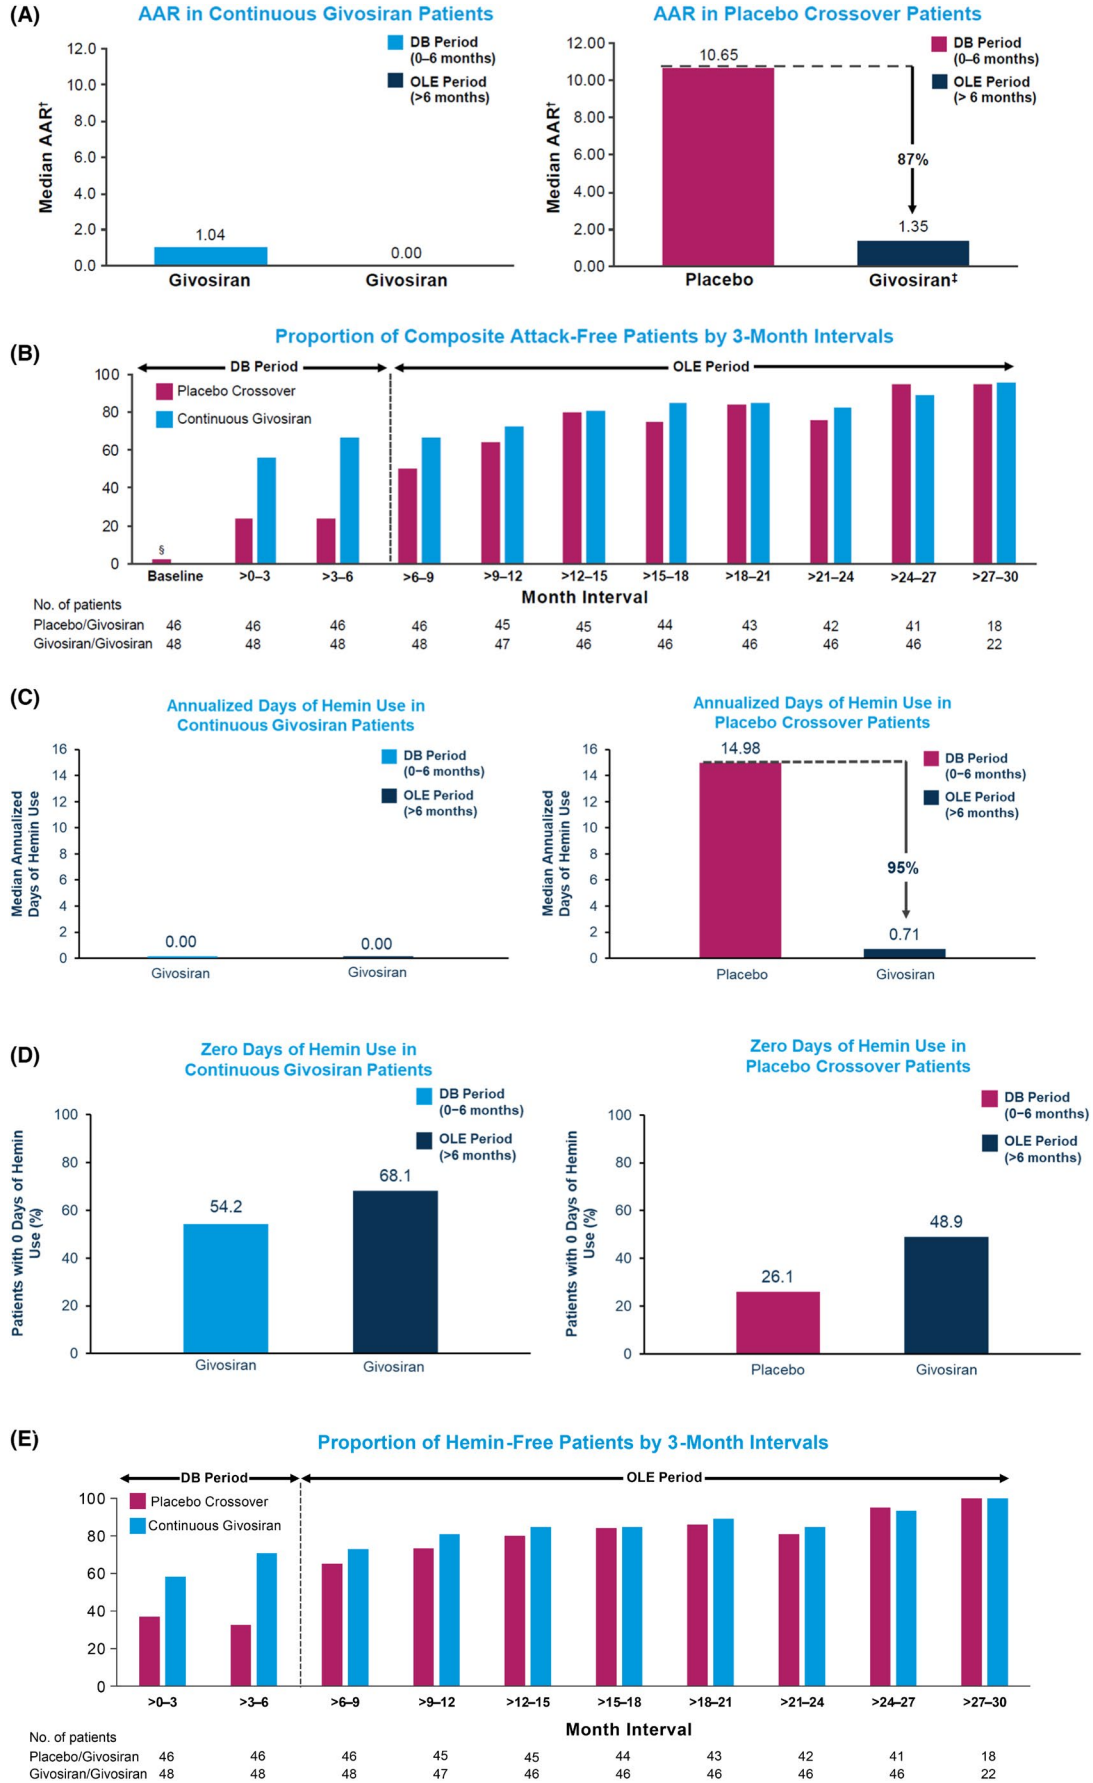 (A)
AAR in Continuous Givosiran Patients
DB Period
(0–6 months)
OLE Period
(>6 months)
Median AAR†
12.0
10.0
8.0
6.0
4.0
2.0
0.0
1.04
0.00
Givosiran
Givosiran
AAR in Placebo Crossover Patients
DB Period
(0–6 months)
OLE Period
(> 6 months)
Median AAR†
12.00
10.00
8.00
6.00
4.00
2.00
0.00
10.65
87%
1.35
Placebo
Givosiran‡
(B)
Proportion of Composite Attack-Free Patients by 3-Month Intervals
DB Period
OLE Period
Placebo Crossover
Continuous Givosiran
100
80
60
40
20
0
§
Baseline >0–3 >3–6 >6–9 >9–12 >12–15 >15–18 >18–21 >21–24 >24–27 >27–30
Month Interval
No. of patients
Placebo/Givosiran 46 46 46 46 45 45 44 43 42 41 18
Givosiran/Givosiran 48 48 48 48 47 46 46 46 46 46 22
(C)
Annualized Days of Hemin Use in
Continuous Givosiran Patients
DB Period
(0–6 months)
OLE Period
(>6 months)
Median Annualized
Days of Hemin Use
16
14
12
10
8
6
4
2
0
0.00
0.00
Givosiran
Givosiran
Annualized Days of Hemin Use in
Placebo Crossover Patients
DB Period
(0–6 months)
OLE Period
(>6 months)
Median Annualized
Days of Hemin Use
16
14
12
10
8
6
4
2
0
14.98
95%
0.71
Placebo
Givosiran
(D)
Zero Days of Hemin Use in
Continuous Givosiran Patients
DB Period
(0–6 months)
OLE Period
(>6 months)
Patients with 0 Days of Hemin
Use (%)
100
80
60
40
20
0
54.2
68.1
Givosiran
Givosiran
Zero Days of Hemin Use in
Placebo Crossover Patients
DB Period
(0–6 months)
OLE Period
(>6 months)
Patients with 0 Days of Hemin
Use (%)
100
80
60
40
20
0
26.1
48.9
Placebo
Givosiran
(E)
Proportion of Hemin-Free Patients by 3-Month Intervals
DB Period
OLE Period
Placebo Crossover
Continuous Givosiran
100
80
60
40
20
0
>0–3 >3–6 >6–9 >9–12 >12–15 >15–18 >18–21 >21–24 >24–27 >27–30
Month Interval
No. of patients
Placebo/Givosiran 46 46 46 45 45 44 43 42 41 18
Givosiran/Givosiran 48 48 48 47 46 46 46 46 46 22